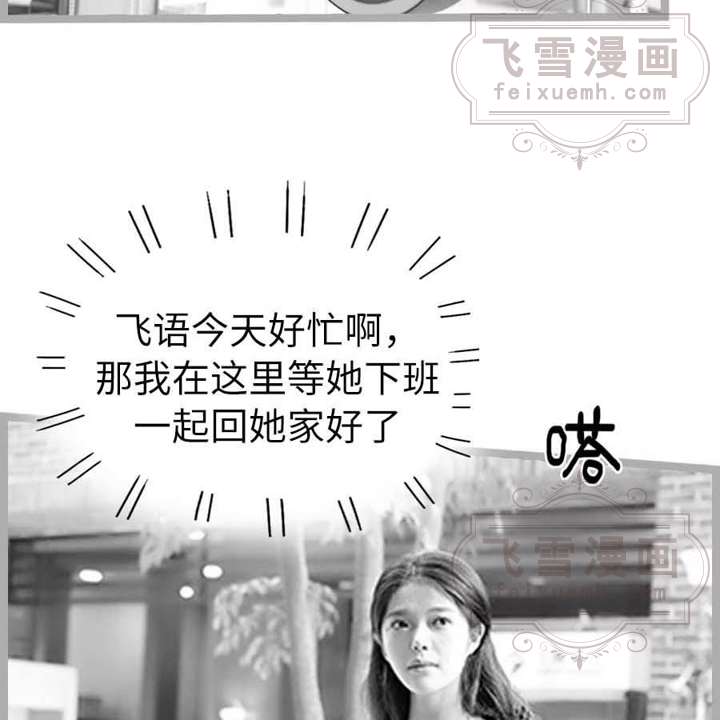 飞雪漫画
feixuemh.com
飞语今天好忙啊，
那我在这里等她下班
一起回她家好了
嗒
飞雪漫画
feixuemh.com